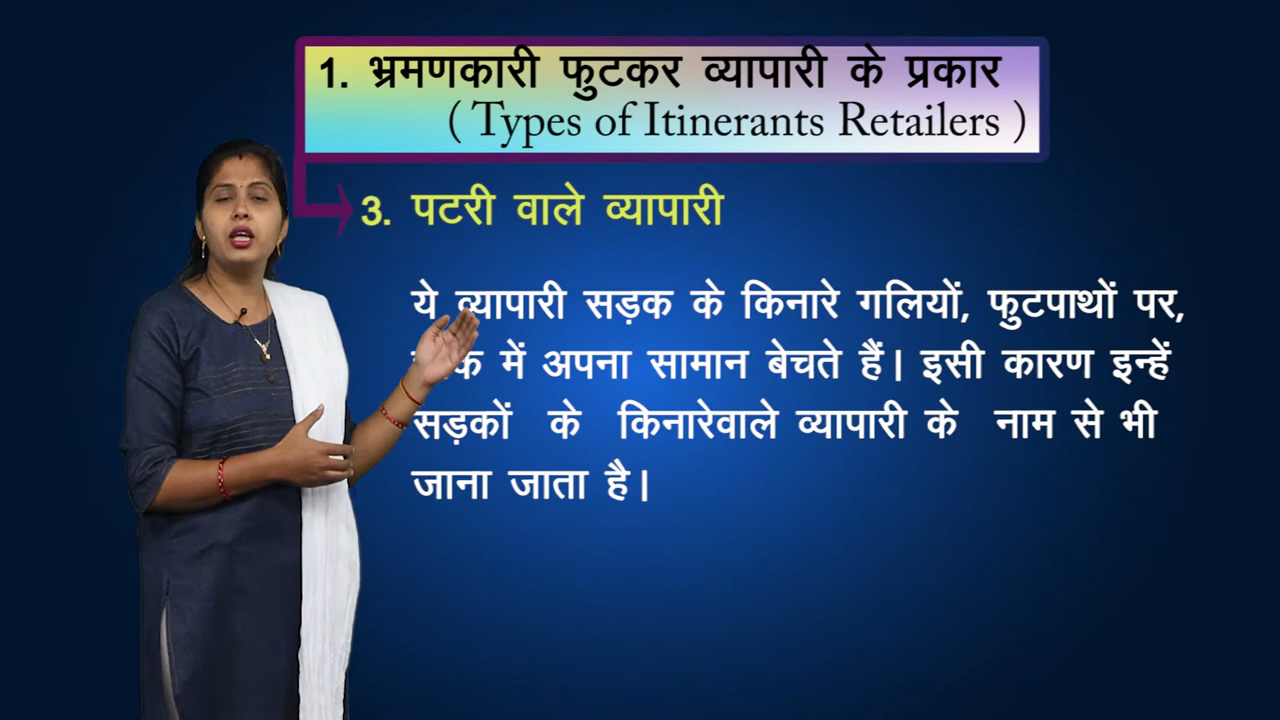 1. भ्रमणकारी फुटकर व्यापारी के प्रकार
( Types of Itinerants Retailers )
3. पटरी वाले व्यापारी
ये व्यापारी सड़क के किनारे गलियों, फुटपाथों पर,
में अपना सामान बेचते हैं। इसी कारण इन्हें
सड़कों के किनारेवाले व्यापारी के नाम से भी
जाना जाता है।